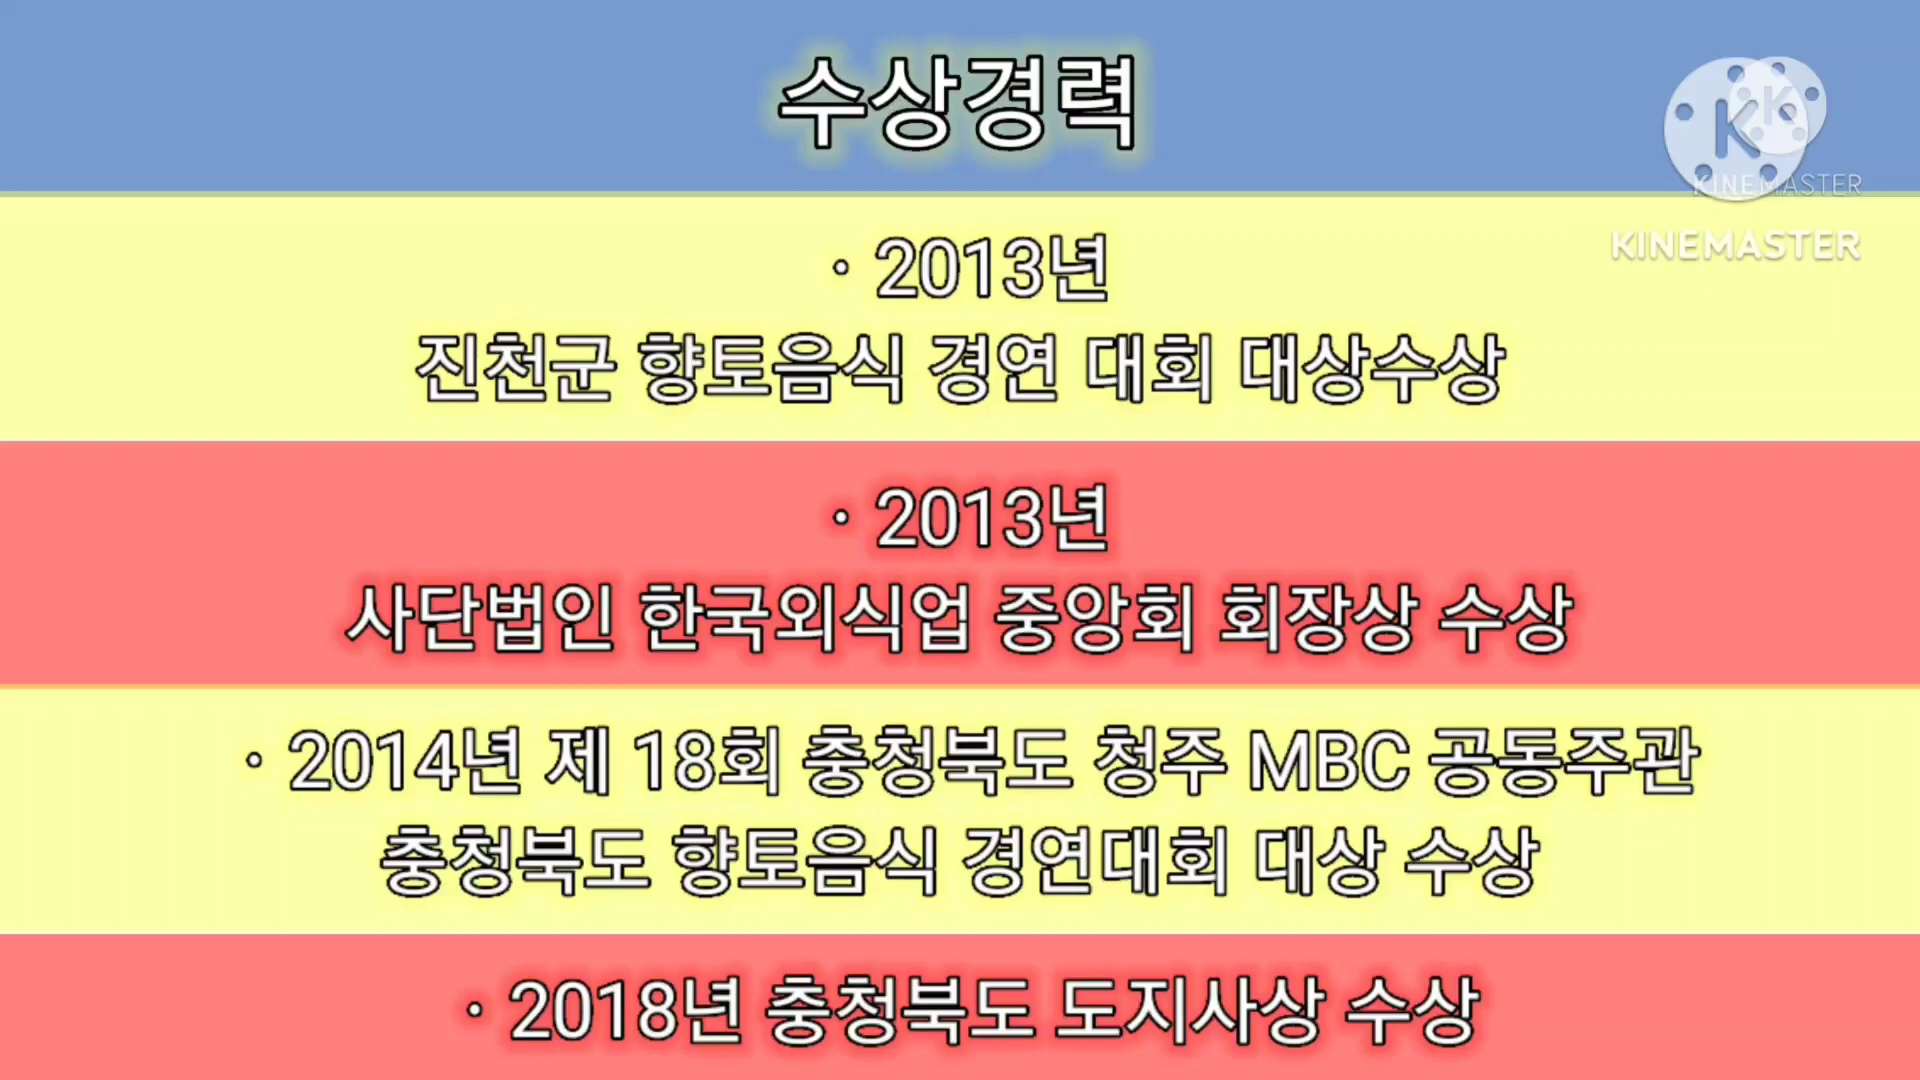 수상경력
K
K
KINEMASTER
KINEMASTER
· 2013년
진천군 향토음식 경연 대회 대상수상
· 2013년
사단법인 한국외식업 중앙회 회장상 수상
· 2014년 제 18회 충청북도 청주 MBC 공동주관
충청북도 향토음식 경연대회 대상 수상
· 2018년 충청북도 도지사상 수상